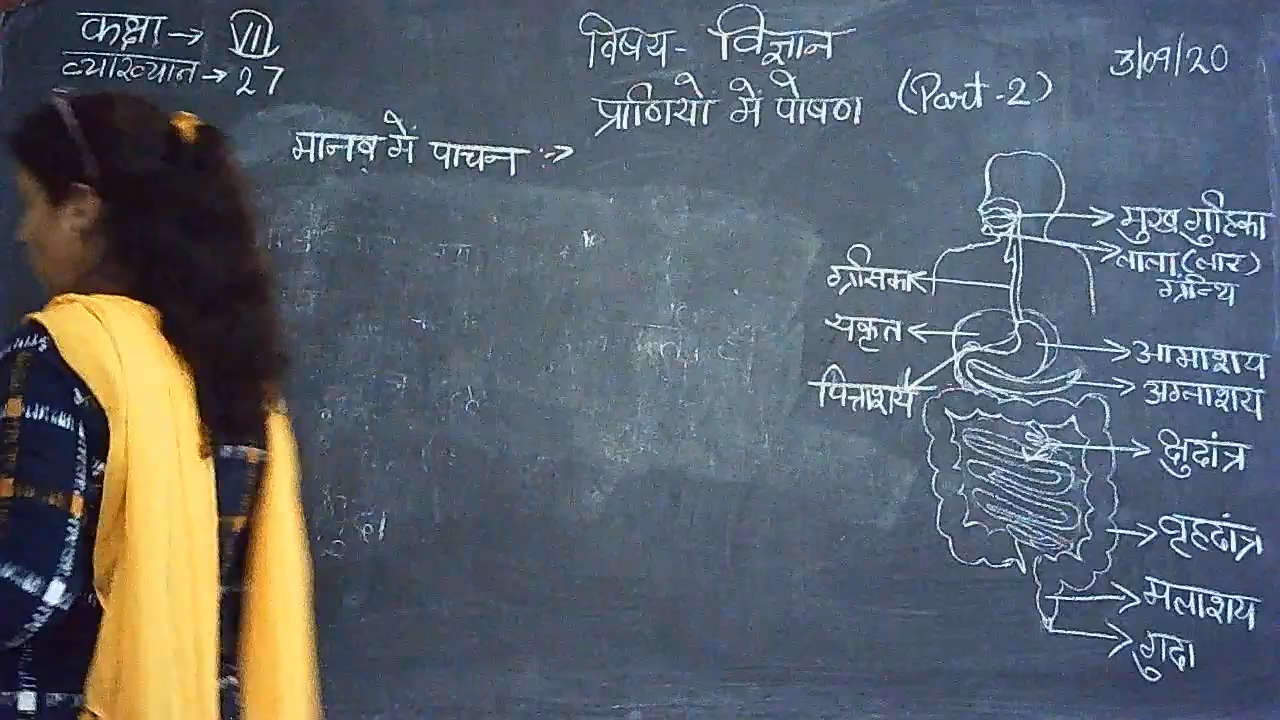 कक्षा → VII
व्याख्यान → 27
विषय - विज्ञान
3/09/20
प्राणियों में पोषण (Part-2)
मानव में पाचन :->
मुख गुहिका
लाला (लार)
ग्रन्थि
ग्रसिका
यकृत
आमाशय
पित्ताशय
अग्नाशय
क्षुदांत्र
वृहदांत्र
मलाशय
गुदा